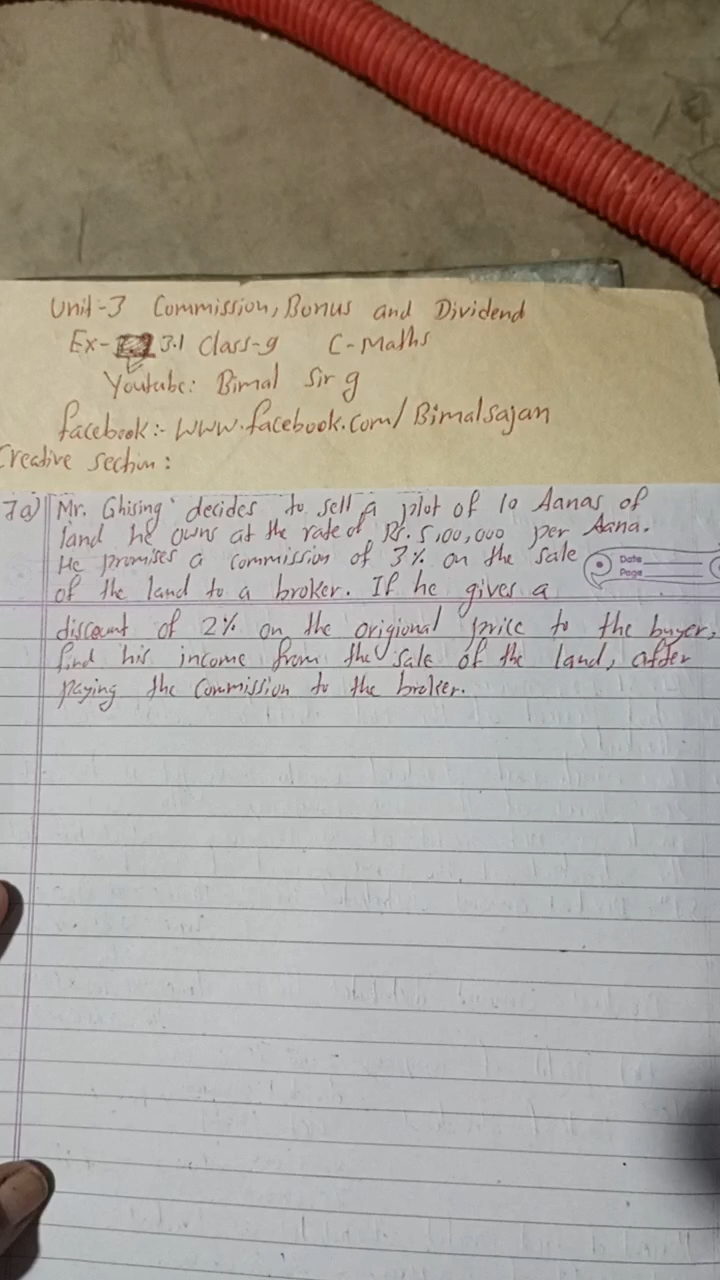 Unit-3 Commission, Bonus and Dividend
Ex- 3.1 Class-9 C-Maths
Youtube: Bimal Sir g
facebook:- www.facebook.com/Bimalsajan
Creative section:
7a) Mr. Ghising decides to sell a plot of 10 Aanas of
land he owns at the rate of Rs. 5,00,000 per Aana.
He promises a commission of 3% on the sale
Date
Page
of the land to a broker. If he gives a
discount of 2% on the origional price to the buyer,
find his income from the sale of the land, after
paying the Commission to the broker.